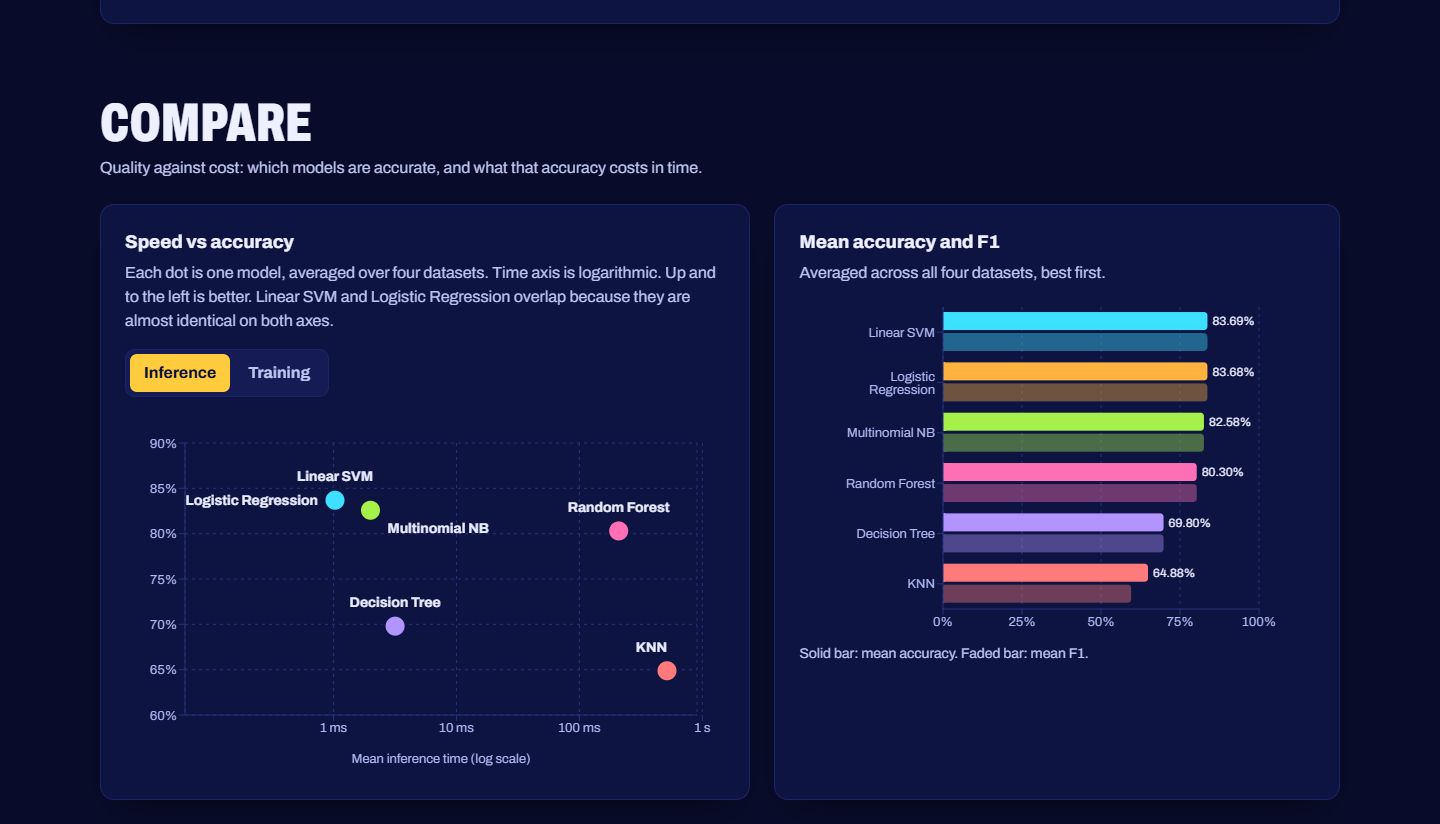 COMPARE
Quality against cost: which models are accurate, and what that accuracy costs in time.
Speed vs accuracy
Each dot is one model, averaged over four datasets. Time axis is logarithmic. Up and
to the left is better. Linear SVM and Logistic Regression overlap because they are
almost identical on both axes.
Inference
Training
90%
85%
80%
75%
70%
65%
60%
Linear SVM
Logistic Regression
Multinomial NB
Random Forest
Decision Tree
KNN
1 ms
10 ms
100 ms
1 s
Mean inference time (log scale)
Mean accuracy and F1
Averaged across all four datasets, best first.
Linear SVM
83.69%
Logistic
Regression
83.68%
Multinomial NB
82.58%
Random Forest
80.30%
Decision Tree
69.80%
KNN
64.88%
0%
25%
50%
75%
100%
Solid bar: mean accuracy. Faded bar: mean F1.